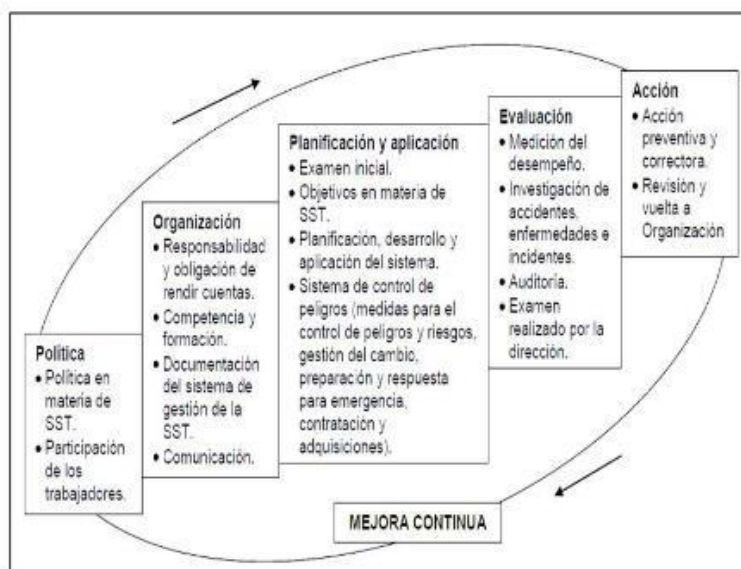 Política
• Política en
materia de
SST.
• Participación
de los
trabajadores.
Organización
• Responsabilidad
y obligación de
rendir cuentas.
• Competencia y
formación.
• Documentación
del sistema de
gestión de la
SST.
• Comunicación.
Planificación y aplicación
• Examen inicial.
• Objetivos en materia de
SST.
• Planificación, desarrollo y
aplicación del sistema.
• Sistema de control de
peligros (medidas para el
control de peligros y riesgos,
gestión del cambio,
preparación y respuesta
para emergencia,
contratación y
adquisiciones).
Evaluación
• Medición del
desempeño.
• Investigación de
accidentes,
enfermedades e
incidentes.
• Auditoría.
• Examen
realizado por la
dirección.
Acción
• Acción
preventiva y
correctora.
• Revisión y
vuelta a
Organización
MEJORA CONTINUA